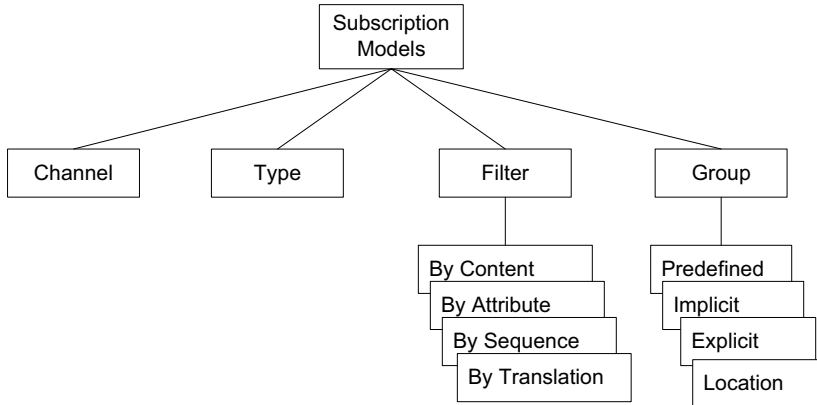 Subscription
Models
Channel
Type
Filter
Group
By Content
By Attribute
By Sequence
By Translation
Predefined
Implicit
Explicit
Location